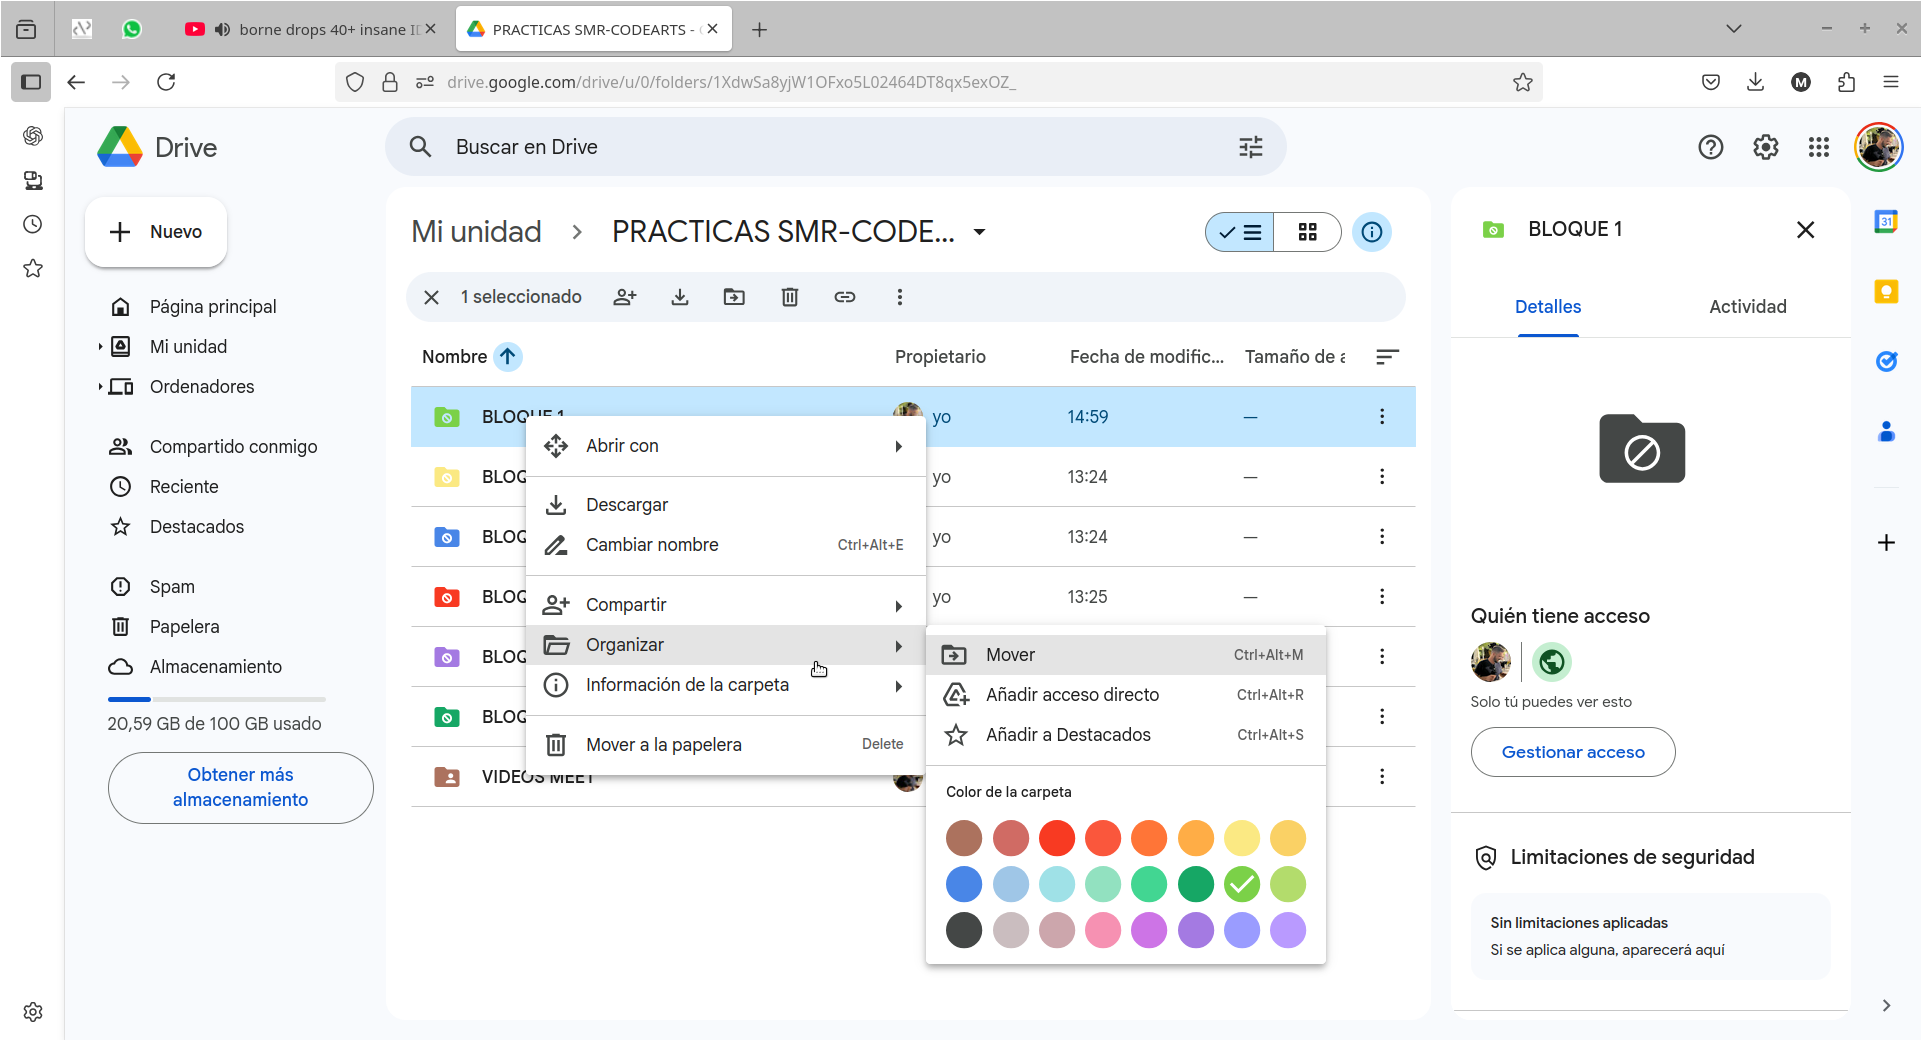 borne drops 40+ insane I
PRACTICAS SMR-CODEARTS -
drive.google.com/drive/u/0/folders/1XdwSa8yjW1OFxo5L02464DT8qx5exOZ_
M
Drive
Buscar en Drive
Nuevo
Página principal
Mi unidad
Ordenadores
Compartido conmigo
Reciente
Destacados
Spam
Papelera
Almacenamiento
20,59 GB de 100 GB usado
Obtener más
almacenamiento
Mi unidad
PRACTICAS SMR-CODE...
1 seleccionado
Nombre Propietario Fecha de modific... Tamaño de a
BLOQUE 1 yo 14:59 —
BLOQ yo 13:24 —
BLOQ yo 13:24 —
BLOQ yo 13:25 —
BLOQ
BLOQ
VIDEOS MEET
Abrir con
Descargar
Cambiar nombre Ctrl+Alt+E
Compartir
Organizar
Información de la carpeta
Mover a la papelera Delete
Mover Ctrl+Alt+M
Añadir acceso directo Ctrl+Alt+R
Añadir a Destacados Ctrl+Alt+S
Color de la carpeta
BLOQUE 1
Detalles Actividad
Quién tiene acceso
Solo tú puedes ver esto
Gestionar acceso
Limitaciones de seguridad
Sin limitaciones aplicadas
Si se aplica alguna, aparecerá aquí
31